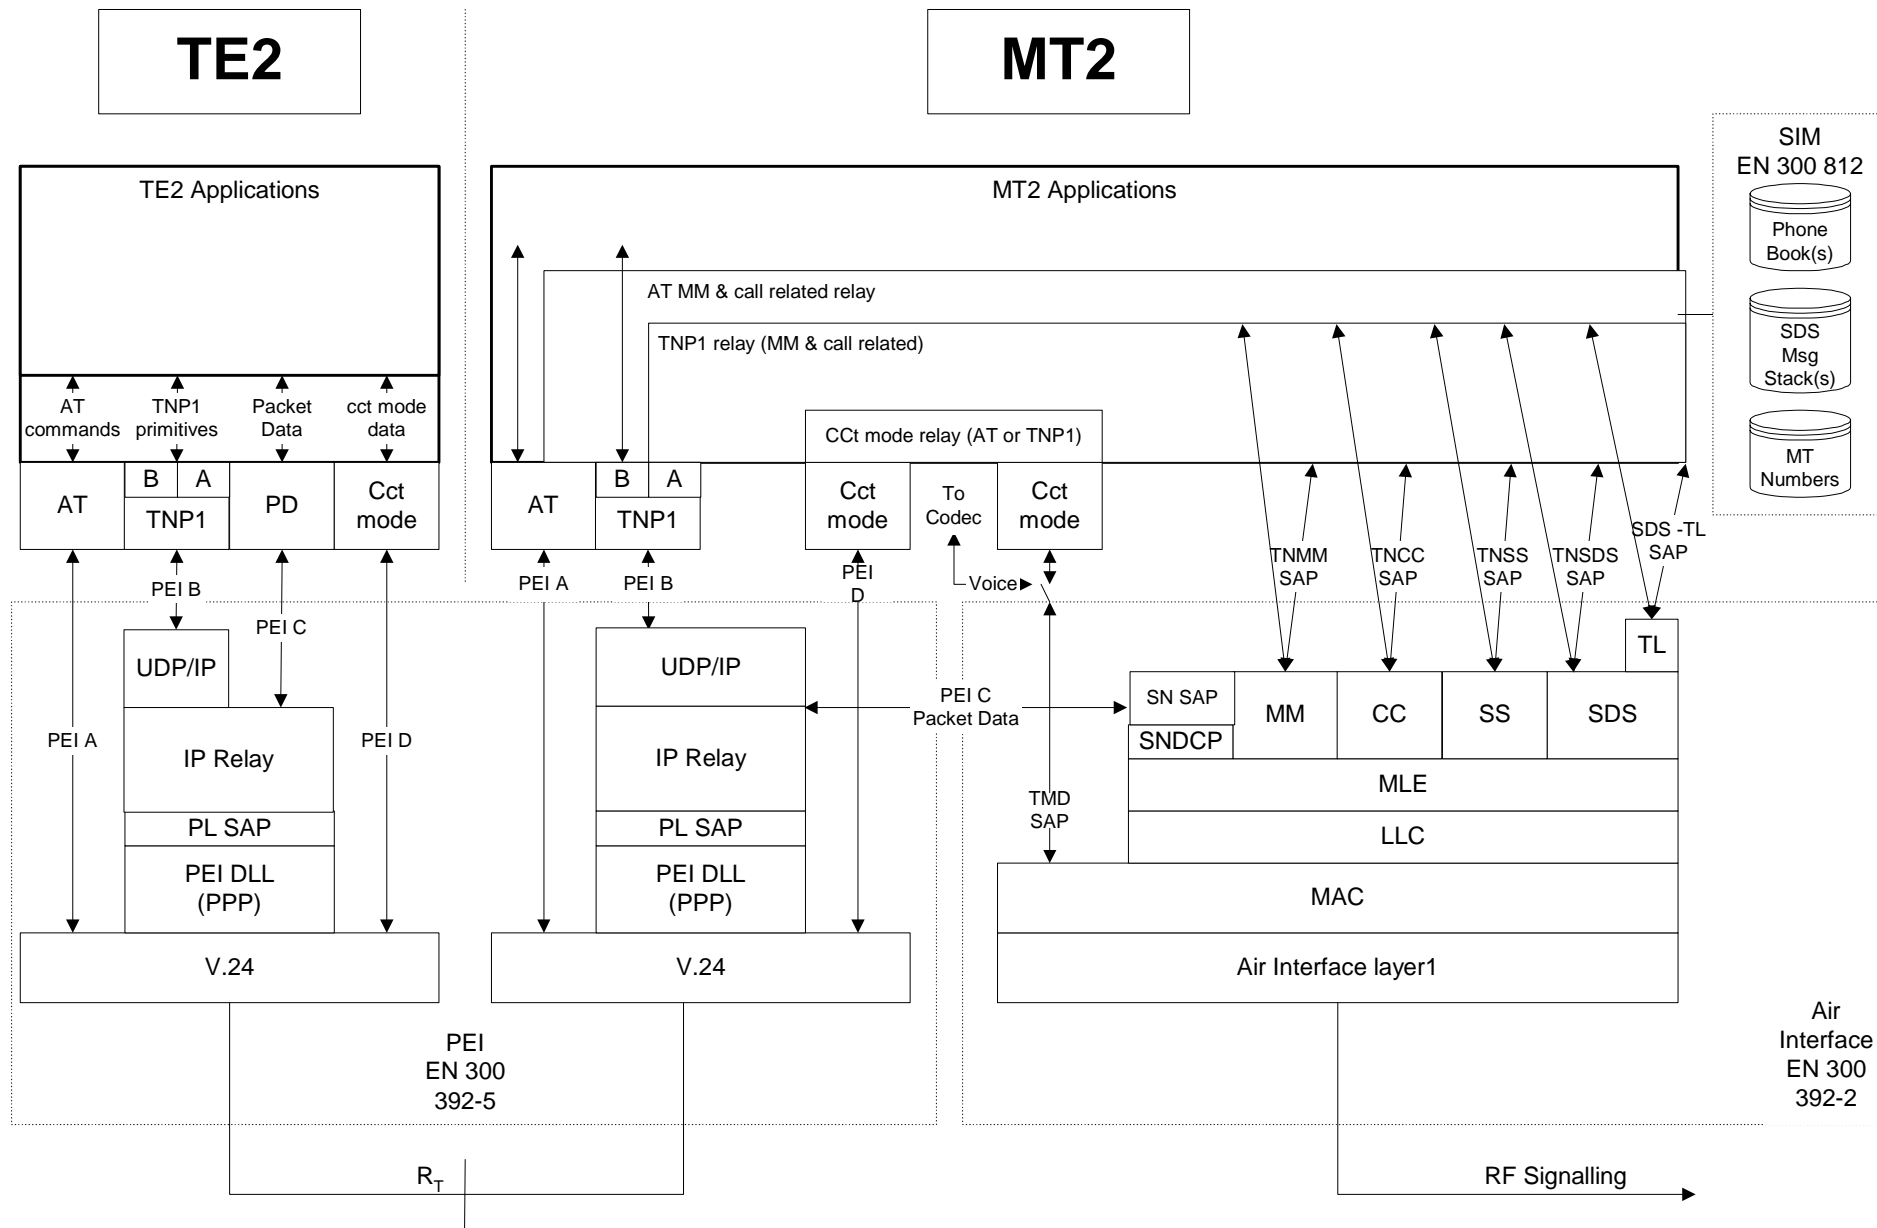 TE2
MT2
SIM
EN 300 812
Phone
Book(s)
SDS
Msg
Stack(s)
MT
Numbers
TE2 Applications
MT2 Applications
AT MM & call related relay
TNP1 relay (MM & call related)
CCt mode relay (AT or TNP1)
AT
commands
TNP1
primitives
Packet
Data
cct mode
data
AT
B
A
TNP1
PD
Cct
mode
AT
B
A
TNP1
Cct
mode
To
Codec
Cct
mode
PEI B
PEI C
PEI A
PEI D
PEI A
PEI B
PEI
D
Voice
TNMM
SAP
TNCC
SAP
TNSS
SAP
TNSDS
SAP
SDS -TL
SAP
UDP/IP
IP Relay
PL SAP
PEI DLL
(PPP)
V.24
UDP/IP
IP Relay
PL SAP
PEI DLL
(PPP)
V.24
PEI C
Packet Data
TMD
SAP
TL
SN SAP
SNDCP
MM
CC
SS
SDS
MLE
LLC
MAC
Air Interface layer1
PEI
EN 300
392-5
Air
Interface
EN 300
392-2
RT
RF Signalling